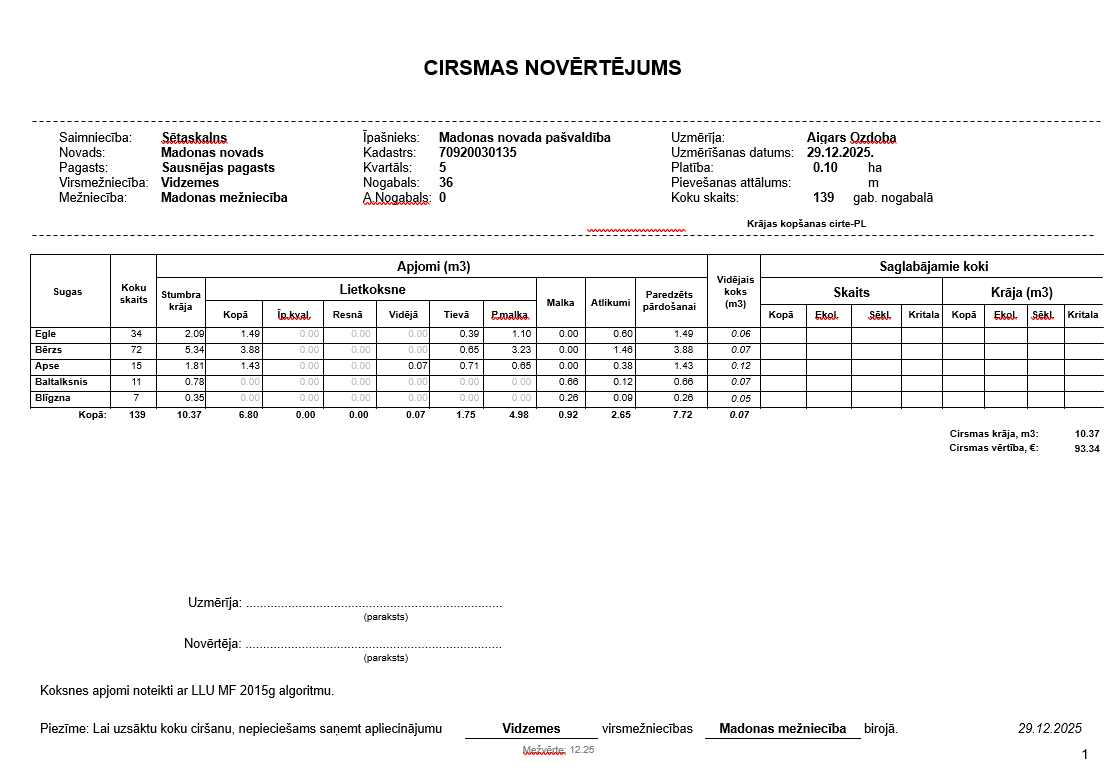 CIRSMAS NOVĒRTĒJUMS
Saimniecība: Sētaskalns Īpašnieks: Madonas novada pašvaldība Uzmērīja: Aigars Ozdoba
Novads: Madonas novads Kadastrs: 70920030135 Uzmērīšanas datums: 29.12.2025.
Pagasts: Sausnējas pagasts Kvartāls: 5 Platība: 0.10 ha
Virsmežniecība: Vidzemes Nogabals: 36 Pievešanas attālums: m
Mežniecība: Madonas mežniecība A.Nogabals: 0 Koku skaits: 139 gab. nogabalā
Krājas kopšanas cirte-PL
Sugas Koku skaits Apjomi (m3) Vidējais koks (m3) Saglabājamie koki
Stumbra krāja Lietkoksne Malka Atlikumi Paredzēts pārdošanai Skaits Krāja (m3)
Kopā Īp.kval. Resnā Vidējā Tievā P.malka Kopā Ekol. Sēkl. Kritala Kopā Ekol. Sēkl. Kritala
Egle 34 2.09 1.49 0.00 0.00 0.00 0.39 1.10 0.00 0.60 1.49 0.06
Bērzs 72 5.34 3.88 0.00 0.00 0.00 0.65 3.23 0.00 1.46 3.88 0.07
Apse 15 1.81 1.43 0.00 0.00 0.07 0.71 0.65 0.00 0.38 1.43 0.12
Baltalksnis 11 0.78 0.00 0.00 0.00 0.00 0.00 0.00 0.66 0.12 0.66 0.07
Blīgzna 7 0.35 0.00 0.00 0.00 0.00 0.00 0.00 0.26 0.09 0.26 0.05
Kopā: 139 10.37 6.80 0.00 0.00 0.07 1.75 4.98 0.92 2.65 7.72 0.07
Cirsmas krāja, m3: 10.37
Cirsmas vērtība, €: 93.34
Uzmērīja: ............................................................................
(paraksts)
Novērtēja: ............................................................................
(paraksts)
Koksnes apjomi noteikti ar LLU MF 2015g algoritmu.
Piezīme: Lai uzsāktu koku ciršanu, nepieciešams saņemt apliecinājumu Vidzemes virsmežniecības Madonas mežniecība birojā. 29.12.2025
Mežvērte: 12.25
1